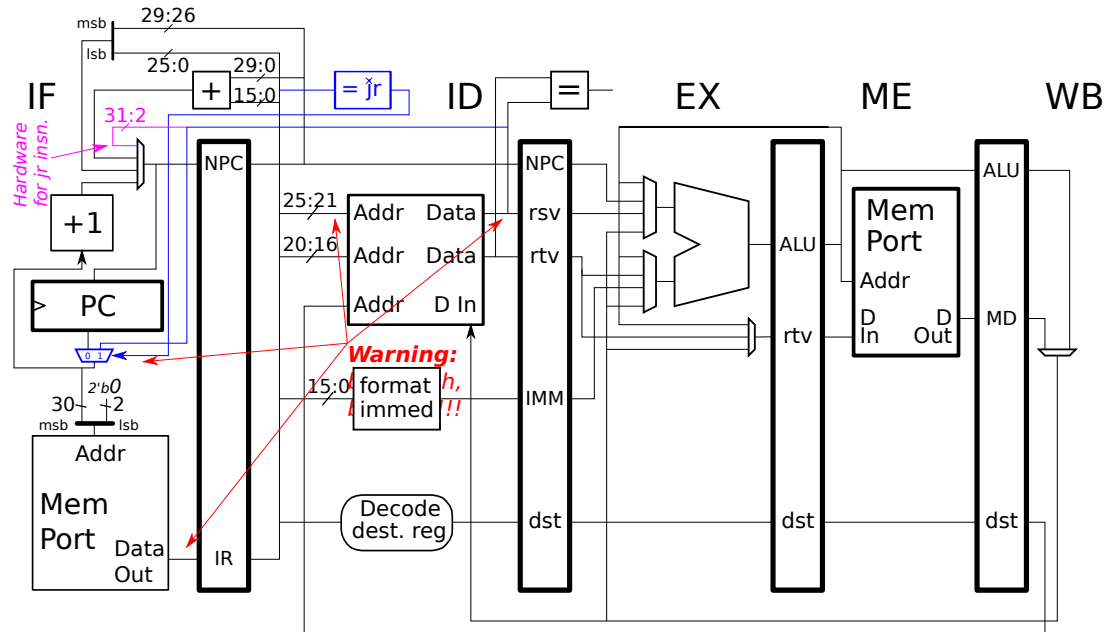 29:26
msb
lsb
25:0
29:0
15:0
+
= jr
=
IF
ID
EX
ME
WB
31:2
Hardware
for jr insn.
NPC
NPC
ALU
+1
25:21
Addr
Data
rsv
20:16
Addr
Data
rtv
Addr
D In
ALU
Mem
Port
Addr
D
In
D
Out
MD
rtv
PC
0 1
Warning:
h,
!!!
2'b0
30
2
msb
lsb
15:0
format
immed
IMM
Addr
Mem
Port
Data
Out
IR
Decode
dest. reg
dst
dst
dst